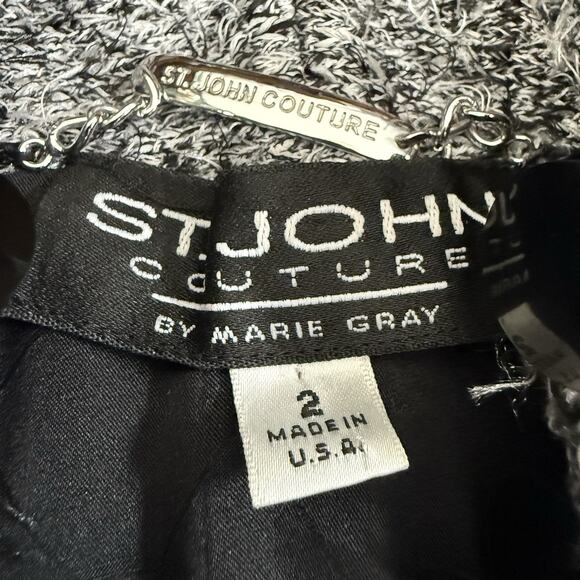 ST. JOHN COUTURE
ST. JOHN
COUTURE
BY MARIE GRAY
2
MADE IN
U.S.A.